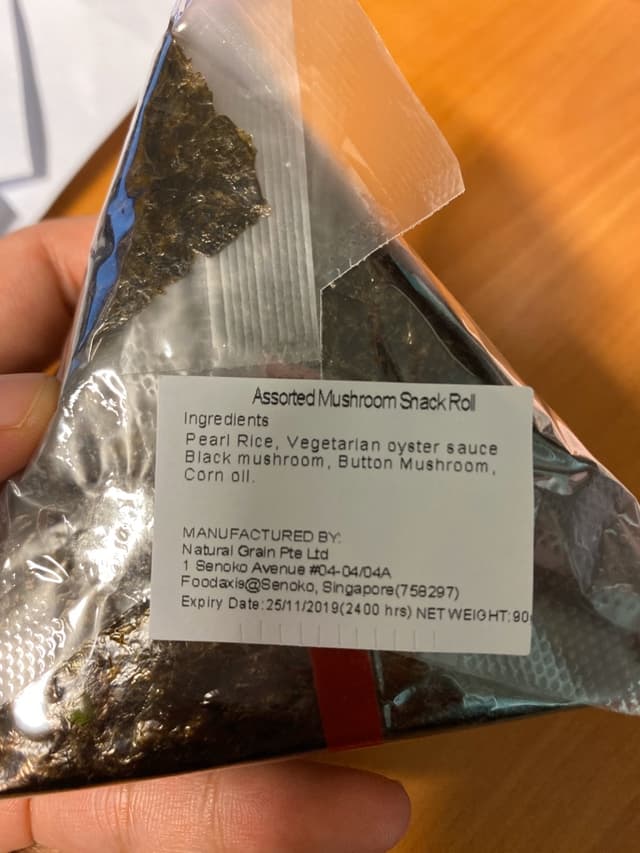 Assorted Mushroom Snack Roll
Ingredients
Pearl Rice, Vegetarian oyster sauce
Black mushroom, Button Mushroom,
Corn oil.
MANUFACTURED BY:
Natural Grain Pte Ltd
1 Senoko Avenue #04-04/04A
Foodaxis@Senoko, Singapore(758297)
Expiry Date:25/11/2019(2400 hrs) NET WEIGHT:90